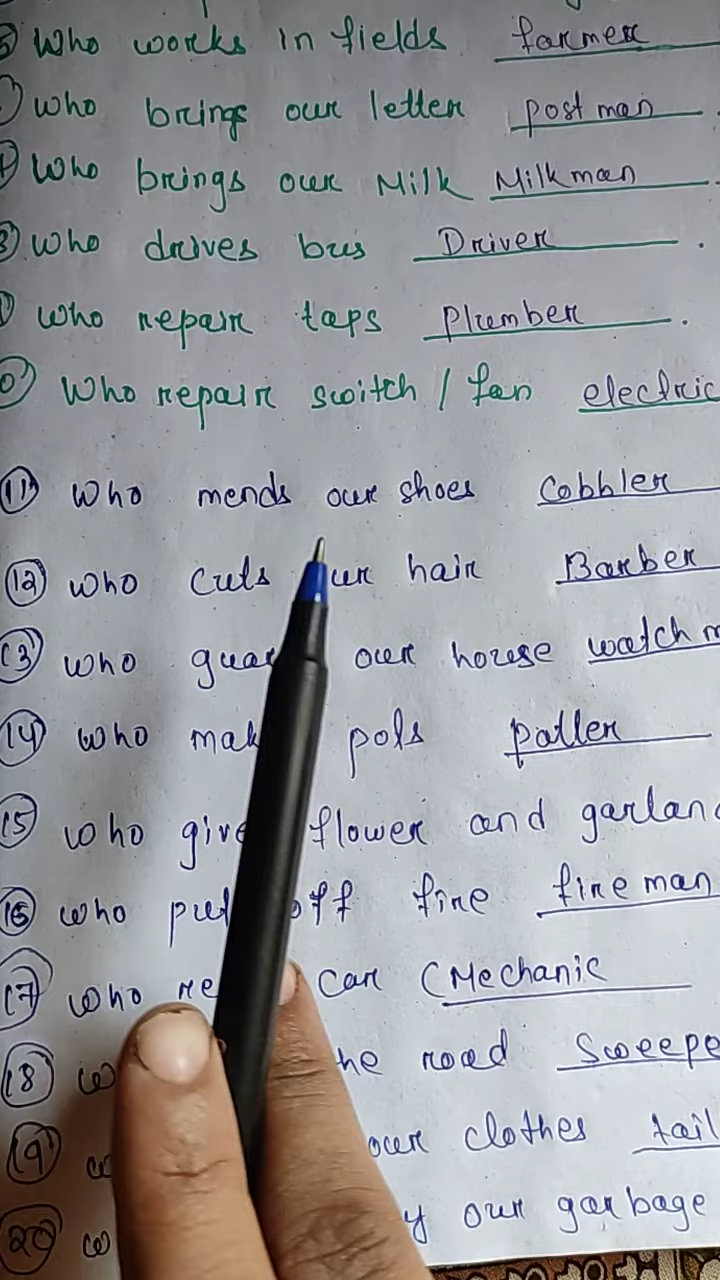 Who works in fields farmer
who brings our letter postman .
Who brings our Milk Milkman .
who drives bus Driver .
who repair taps Plumber .
Who repair switch / fan electric
(11) who mends our shoes Cobbler
(12) who cuts hair Barber
(13) who our house watch
(14) who pots potter
(15) who flower and
(16) who off fire fireman
(17) who car (Mechanic
(18) road Sweepe
(19) our clothes tail
(20) our garbage